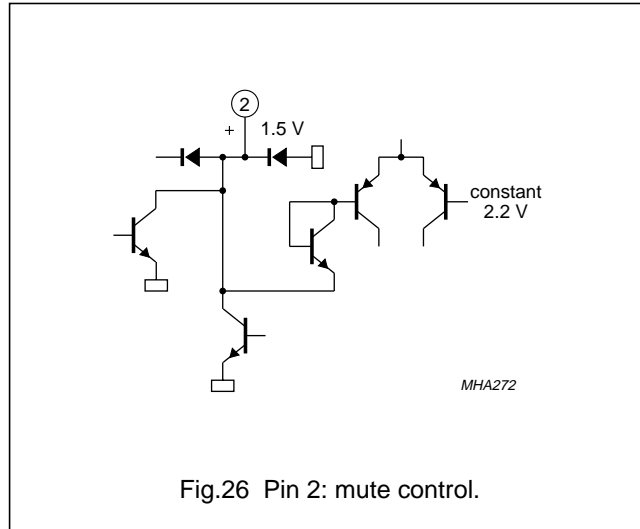 2
+ 1.5 V
constant
2.2 V
MHA272
Fig.26 Pin 2: mute control.